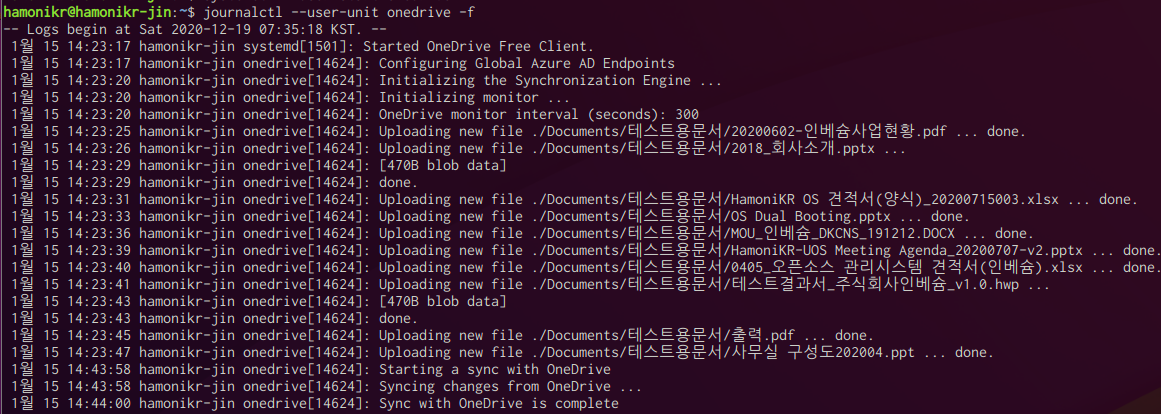 hamonikr@hamonikr-jin:~$ journalctl --user-unit onedrive -f
-- Logs begin at Sat 2020-12-19 07:35:18 KST. --
1월 15 14:23:17 hamonikr-jin systemd[1501]: Started OneDrive Free Client.
1월 15 14:23:17 hamonikr-jin onedrive[14624]: Configuring Global Azure AD Endpoints
1월 15 14:23:20 hamonikr-jin onedrive[14624]: Initializing the Synchronization Engine ...
1월 15 14:23:20 hamonikr-jin onedrive[14624]: Initializing monitor ...
1월 15 14:23:20 hamonikr-jin onedrive[14624]: OneDrive monitor interval (seconds): 300
1월 15 14:23:25 hamonikr-jin onedrive[14624]: Uploading new file ./Documents/테스트용문서/20200602-인베슘사업현황.pdf ... done.
1월 15 14:23:26 hamonikr-jin onedrive[14624]: Uploading new file ./Documents/테스트용문서/2018_회사소개.pptx ...
1월 15 14:23:29 hamonikr-jin onedrive[14624]: [470B blob data]
1월 15 14:23:29 hamonikr-jin onedrive[14624]: done.
1월 15 14:23:31 hamonikr-jin onedrive[14624]: Uploading new file ./Documents/테스트용문서/HamoniKR OS 견적서(양식)_20200715003.xlsx ... done.
1월 15 14:23:33 hamonikr-jin onedrive[14624]: Uploading new file ./Documents/테스트용문서/OS Dual Booting.pptx ... done.
1월 15 14:23:36 hamonikr-jin onedrive[14624]: Uploading new file ./Documents/테스트용문서/MOU_인베슘_DKCNS_191212.DOCX ... done.
1월 15 14:23:39 hamonikr-jin onedrive[14624]: Uploading new file ./Documents/테스트용문서/HamoniKR-UOS Meeting Agenda_20200707-v2.pptx ... done.
1월 15 14:23:40 hamonikr-jin onedrive[14624]: Uploading new file ./Documents/테스트용문서/0405_오픈소스 관리시스템 견적서(인베슘).xlsx ... done.
1월 15 14:23:41 hamonikr-jin onedrive[14624]: Uploading new file ./Documents/테스트용문서/테스트결과서_주식회사인베슘_v1.0.hwp ...
1월 15 14:23:43 hamonikr-jin onedrive[14624]: [470B blob data]
1월 15 14:23:43 hamonikr-jin onedrive[14624]: done.
1월 15 14:23:45 hamonikr-jin onedrive[14624]: Uploading new file ./Documents/테스트용문서/출력.pdf ... done.
1월 15 14:23:47 hamonikr-jin onedrive[14624]: Uploading new file ./Documents/테스트용문서/사무실 구성도202004.ppt ... done.
1월 15 14:43:58 hamonikr-jin onedrive[14624]: Starting a sync with OneDrive
1월 15 14:43:58 hamonikr-jin onedrive[14624]: Syncing changes from OneDrive ...
1월 15 14:44:00 hamonikr-jin onedrive[14624]: Sync with OneDrive is complete